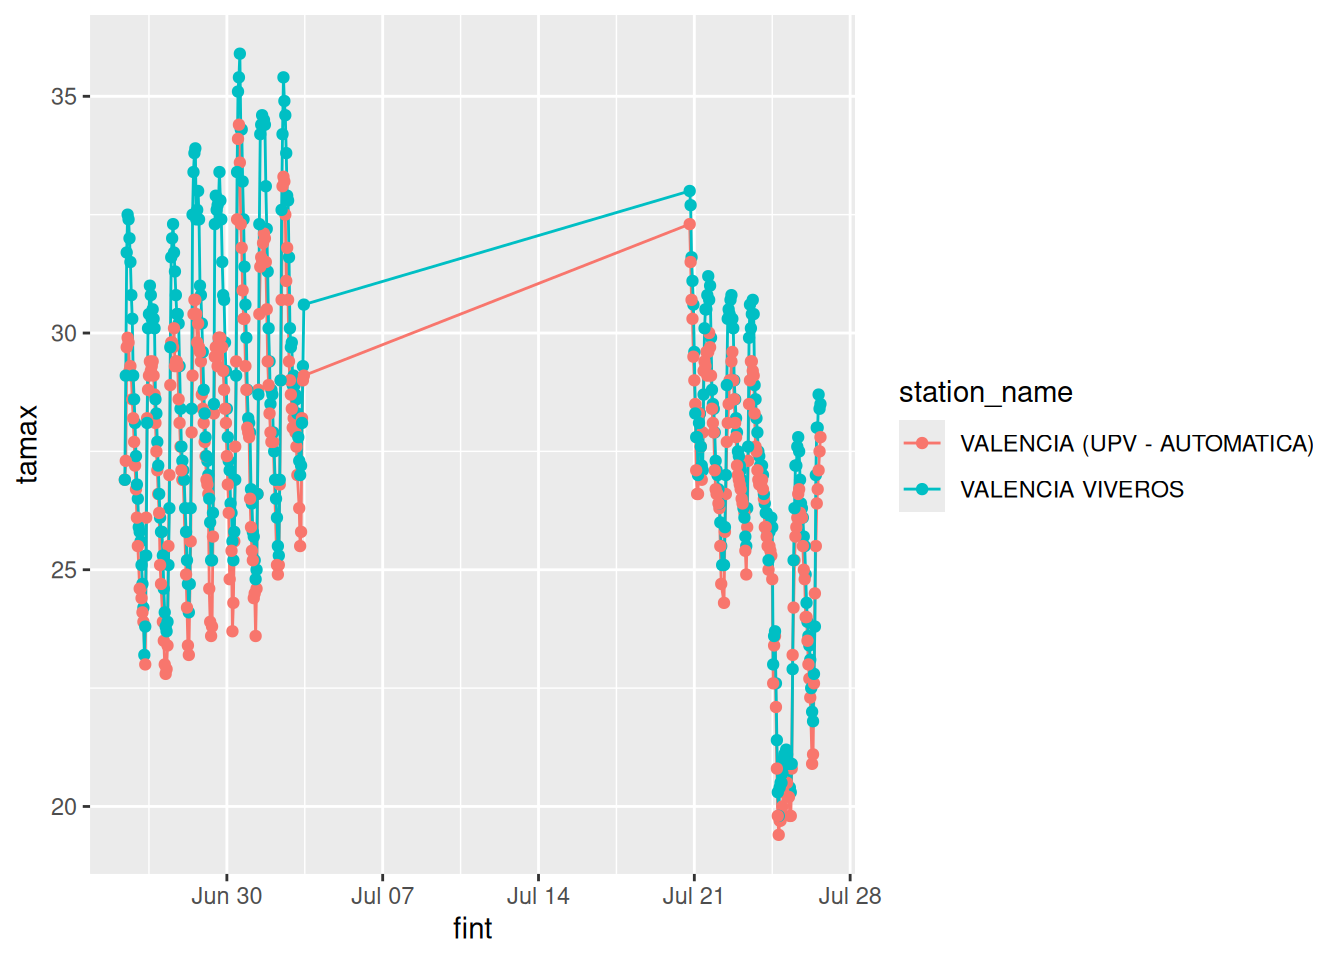 35
30
25
20
tamax
Jun 30
Jul 07
Jul 14
Jul 21
Jul 28
fint
station_name
VALENCIA (UPV - AUTOMATICA)
VALENCIA VIVEROS